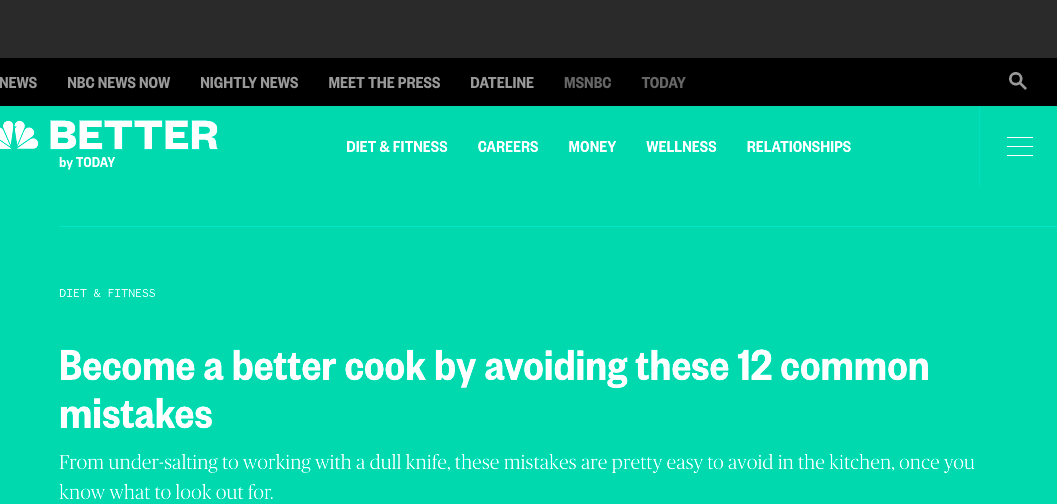 NEWS NBC NEWS NOW NIGHTLY NEWS MEET THE PRESS DATELINE MSNBC TODAY
BETTER
by TODAY
DIET & FITNESS CAREERS MONEY WELLNESS RELATIONSHIPS
DIET & FITNESS
Become a better cook by avoiding these 12 common
mistakes
From under-salting to working with a dull knife, these mistakes are pretty easy to avoid in the kitchen, once you
know what to look out for.